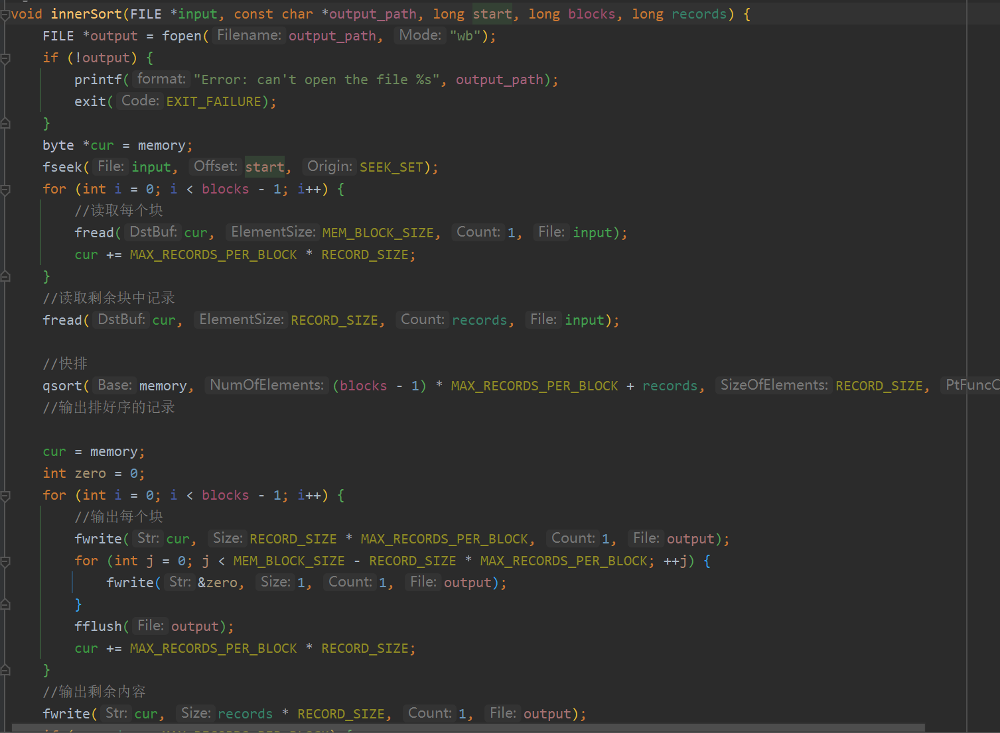 void innerSort(FILE *input, const char *output_path, long start, long blocks, long records) {
FILE *output = fopen( Filename: output_path, Mode: "wb");
if (!output) {
printf( format: "Error: can't open the file %s", output_path);
exit( Code: EXIT_FAILURE);
}
byte *cur = memory;
fseek( File: input, Offset: start, Origin: SEEK_SET);
for (int i = 0; i < blocks - 1; i++) {
//读取每个块
fread( DstBuf: cur, ElementSize: MEM_BLOCK_SIZE, Count: 1, File: input);
cur += MAX_RECORDS_PER_BLOCK * RECORD_SIZE;
}
//读取剩余块中记录
fread( DstBuf: cur, ElementSize: RECORD_SIZE, Count: records, File: input);
//快排
qsort( Base: memory, NumOfElements: (blocks - 1) * MAX_RECORDS_PER_BLOCK + records, SizeOfElements: RECORD_SIZE, PtFuncC
//输出排好序的记录
cur = memory;
int zero = 0;
for (int i = 0; i < blocks - 1; i++) {
//输出每个块
fwrite( Str: cur, Size: RECORD_SIZE * MAX_RECORDS_PER_BLOCK, Count: 1, File: output);
for (int j = 0; j < MEM_BLOCK_SIZE - RECORD_SIZE * MAX_RECORDS_PER_BLOCK; ++j) {
fwrite( Str: &zero, Size: 1, Count: 1, File: output);
}
fflush( File: output);
cur += MAX_RECORDS_PER_BLOCK * RECORD_SIZE;
}
//输出剩余内容
fwrite( Str: cur, Size: records * RECORD_SIZE, Count: 1, File: output);